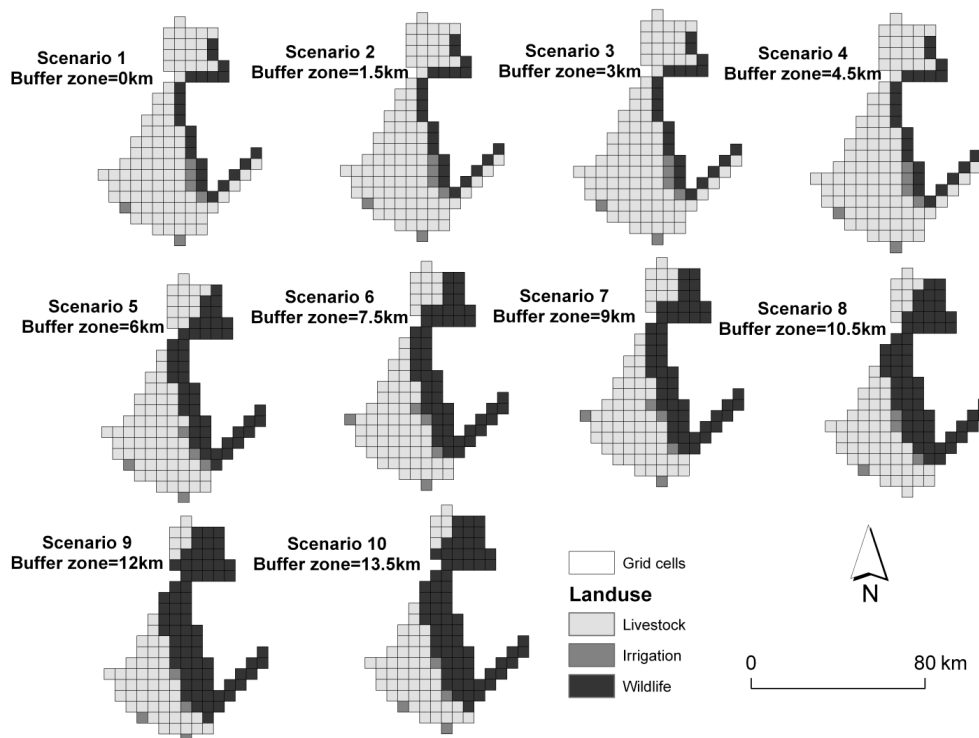 Scenario 1
Buffer zone=0km
Scenario 2
Buffer zone=1.5km
Scenario 3
Buffer zone=3km
Scenario 4
Buffer zone=4.5km
Scenario 5
Buffer zone=6km
Scenario 6
Buffer zone=7.5km
Scenario 7
Buffer zone=9km
Scenario 8
Buffer zone=10.5km
Scenario 9
Buffer zone=12km
Scenario 10
Buffer zone=13.5km
Grid cells
Landuse
Livestock
Irrigation
Wildlife
N
0 80 km